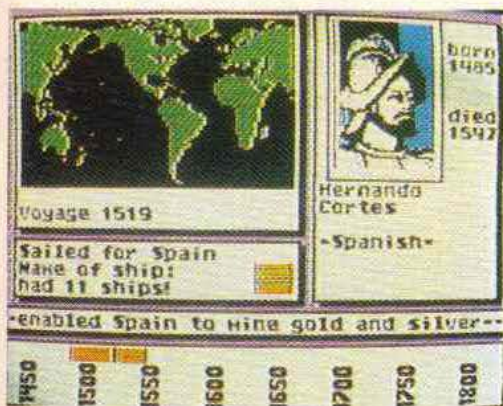 Voyage 1519
Sailed for Spain
Name of ship:
had 11 ships!
born
1485
died
1547
Hernando
Cortes
-Spanish-
-enabled Spain to mine gold and silver-
1450
1500
1550
1600
1650
1700
1750
1800